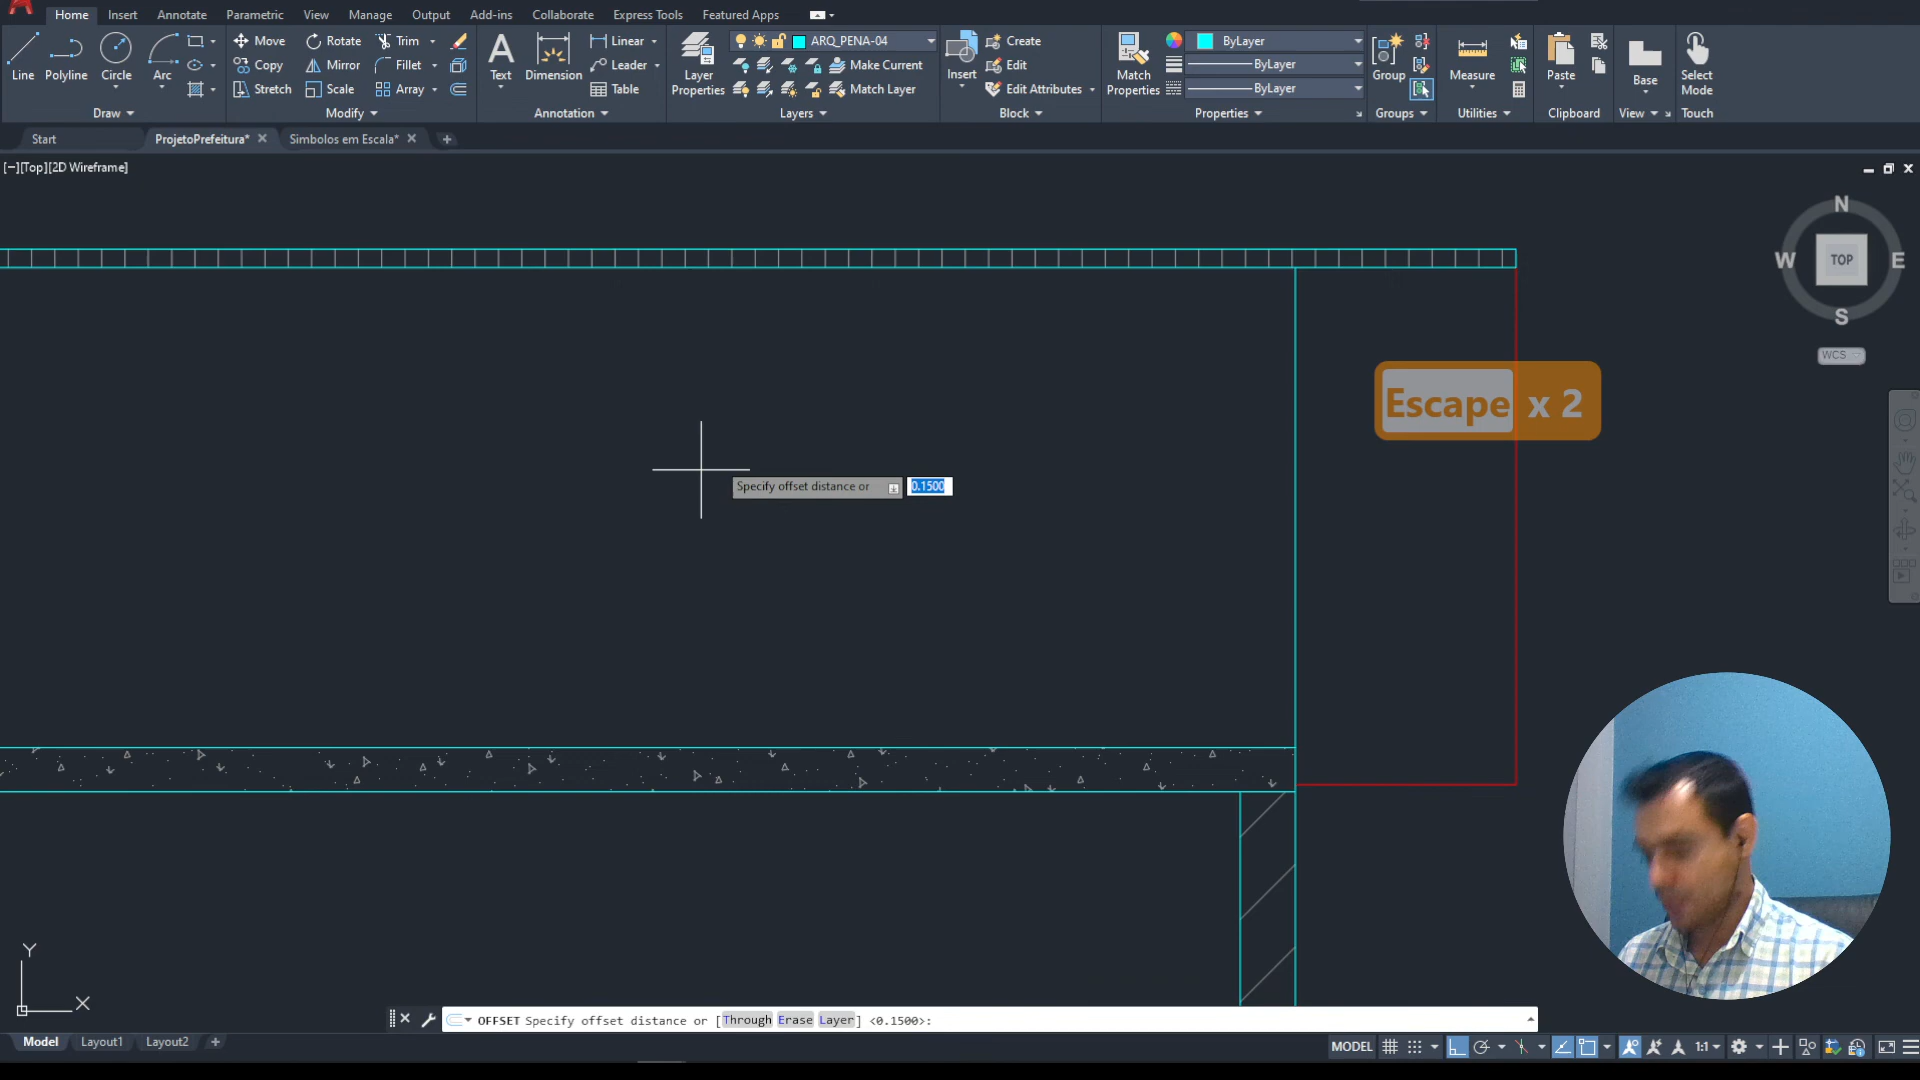 Home Insert Annotate Parametric View Manage Output Add-ins Collaborate Express Tools Featured Apps
Line Polyline Circle Arc
Move Rotate Trim
Copy Mirror Fillet
Stretch Scale Array
Text Dimension
Linear
Leader
Table
Layer Properties
ARQ_PENA-04
Make Current
Match Layer
Insert
Create
Edit
Edit Attributes
Match Properties
ByLayer
ByLayer
ByLayer
Group
Measure
Paste
Base
Select Mode
Draw Modify Annotation Layers Block Properties Groups Utilities Clipboard View Touch
Start ProjetoPrefeitura* Simbolos em Escala*
[−][Top][2D Wireframe]
N
W TOP E
S
WCS
Escape x 2
Specify offset distance or 0.1500
Y
X
OFFSET Specify offset distance or [Through Erase Layer] <0.1500>:
Model Layout1 Layout2 +
MODEL 1:1